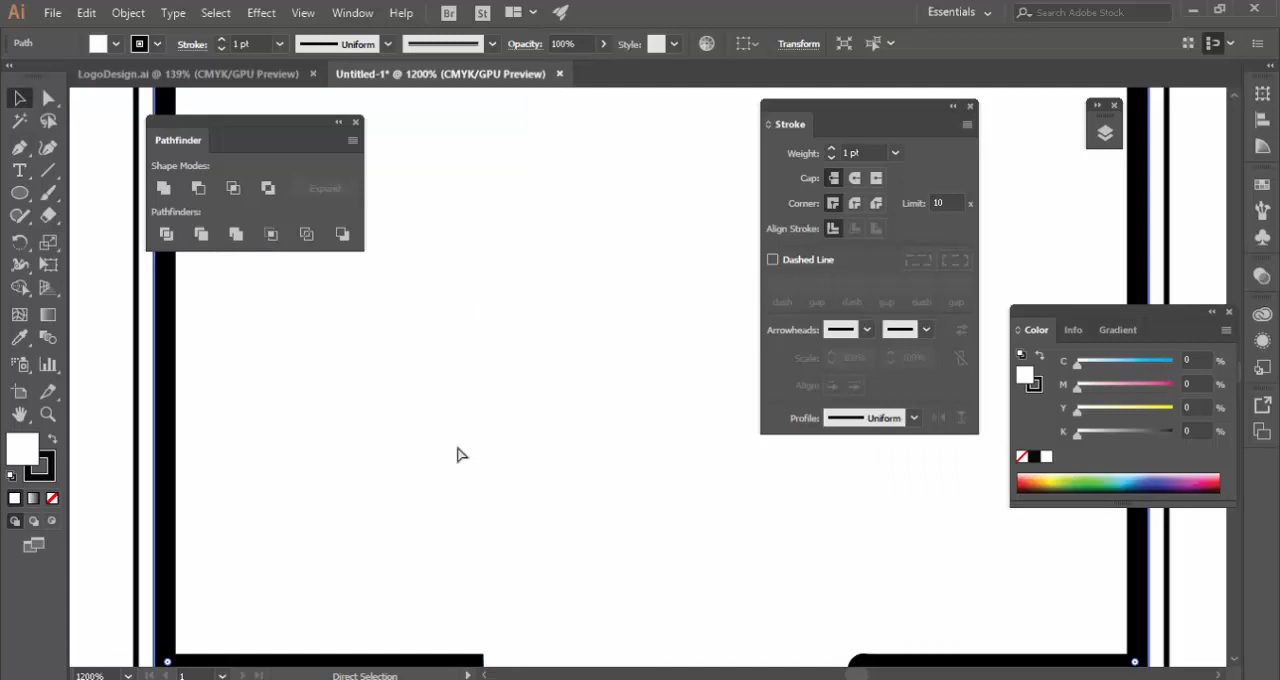 Ai File Edit Object Type Select Effect View Window Help Br St Essentials Search Adobe Stock
Path Stroke: 1 pt Uniform Opacity: 100% Style: Transform
LogoDesign.ai @ 139% (CMYK/GPU Preview) Untitled-1* @ 1200% (CMYK/GPU Preview)
Pathfinder
Shape Modes:
Expand
Pathfinders:
Stroke
Weight: 1 pt
Cap:
Corner: Limit: 10 x
Align Stroke:
Dashed Line
dash gap dash gap dash gap
Arrowheads:
Scale: 100% 100%
Align:
Profile: Uniform
Color Info Gradient
C 0 %
M 0 %
Y 0 %
K 0 %
1200% 1 Direct Selection